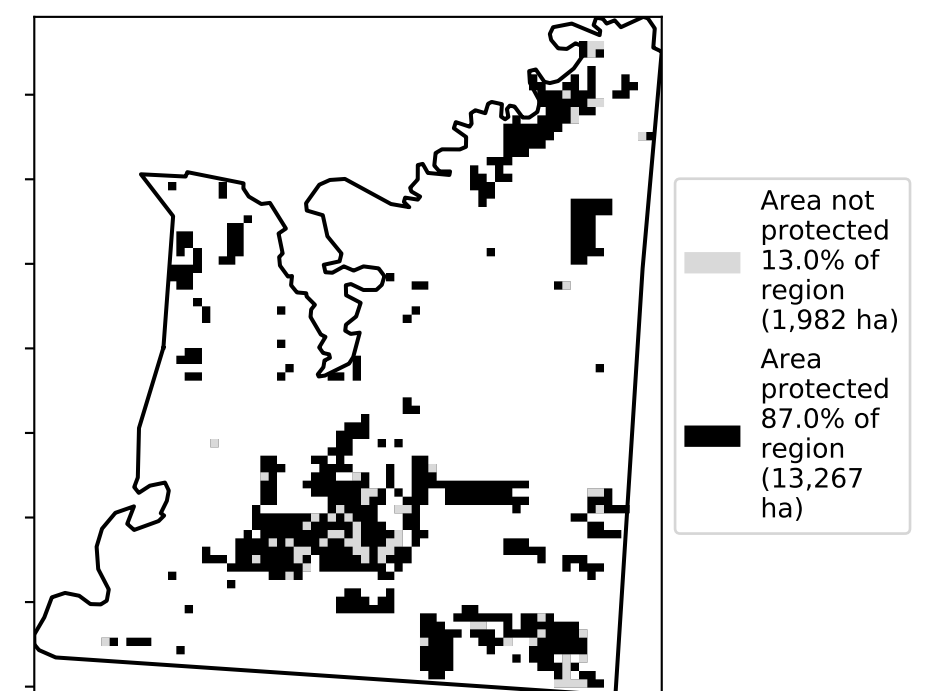 Area not
protected
13.0% of
region
(1,982 ha)
Area
protected
87.0% of
region
(13,267
ha)